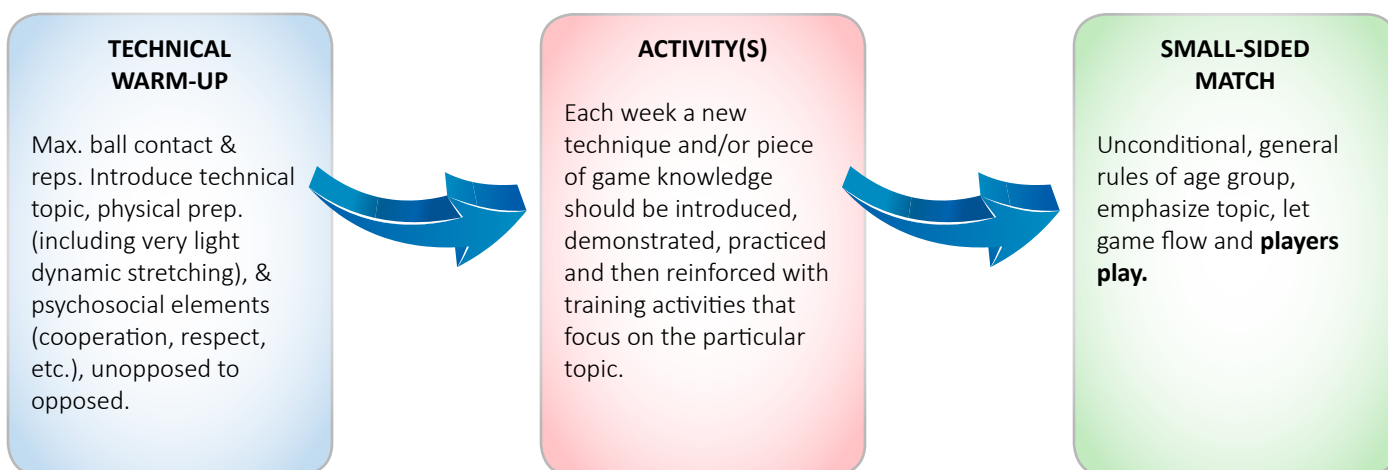 TECHNICAL
WARM-UP
Max. ball contact &
reps. Introduce technical
topic, physical prep.
(including very light
dynamic stretching), &
psychosocial elements
(cooperation, respect,
etc.), unopposed to
opposed.
ACTIVITY(S)
Each week a new
technique and/or piece
of game knowledge
should be introduced,
demonstrated, practiced
and then reinforced with
training activities that
focus on the particular
topic.
SMALL-SIDED
MATCH
Unconditional, general
rules of age group,
emphasize topic, let
game flow and players
play.